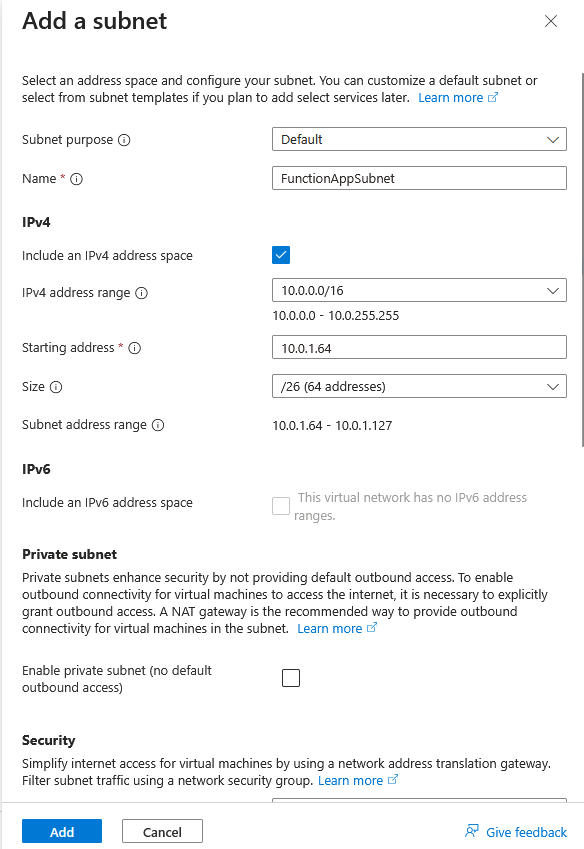 Add a subnet
Select an address space and configure your subnet. You can customize a default subnet or
select from subnet templates if you plan to add select services later. Learn more
Subnet purpose
Default
Name *
FunctionAppSubnet
IPv4
Include an IPv4 address space
IPv4 address range
10.0.0.0/16
10.0.0.0 - 10.0.255.255
Starting address *
10.0.1.64
Size
/26 (64 addresses)
Subnet address range
10.0.1.64 - 10.0.1.127
IPv6
Include an IPv6 address space
This virtual network has no IPv6 address
ranges.
Private subnet
Private subnets enhance security by not providing default outbound access. To enable
outbound connectivity for virtual machines to access the internet, it is necessary to explicitly
grant outbound access. A NAT gateway is the recommended way to provide outbound
connectivity for virtual machines in the subnet. Learn more
Enable private subnet (no default
outbound access)
Security
Simplify internet access for virtual machines by using a network address translation gateway.
Filter subnet traffic using a network security group. Learn more
Add
Cancel
Give feedback